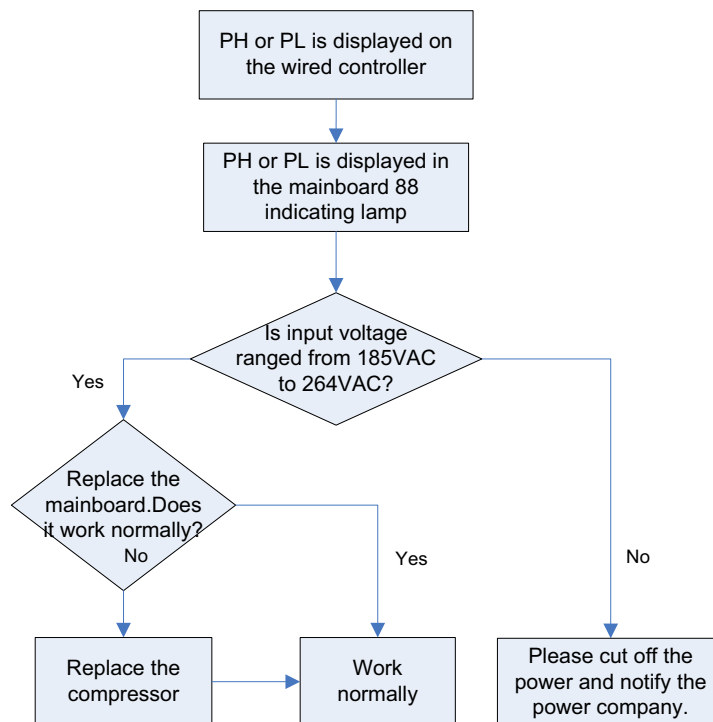 PH or PL is displayed on
the wired controller
PH or PL is displayed in
the mainboard 88
indicating lamp
Is input voltage
ranged from 185VAC
to 264VAC?
Yes
Replace the
mainboard.Does
it work normally?
No
Yes
No
Replace the
compressor
Work
normally
Please cut off the
power and notify the
power company.